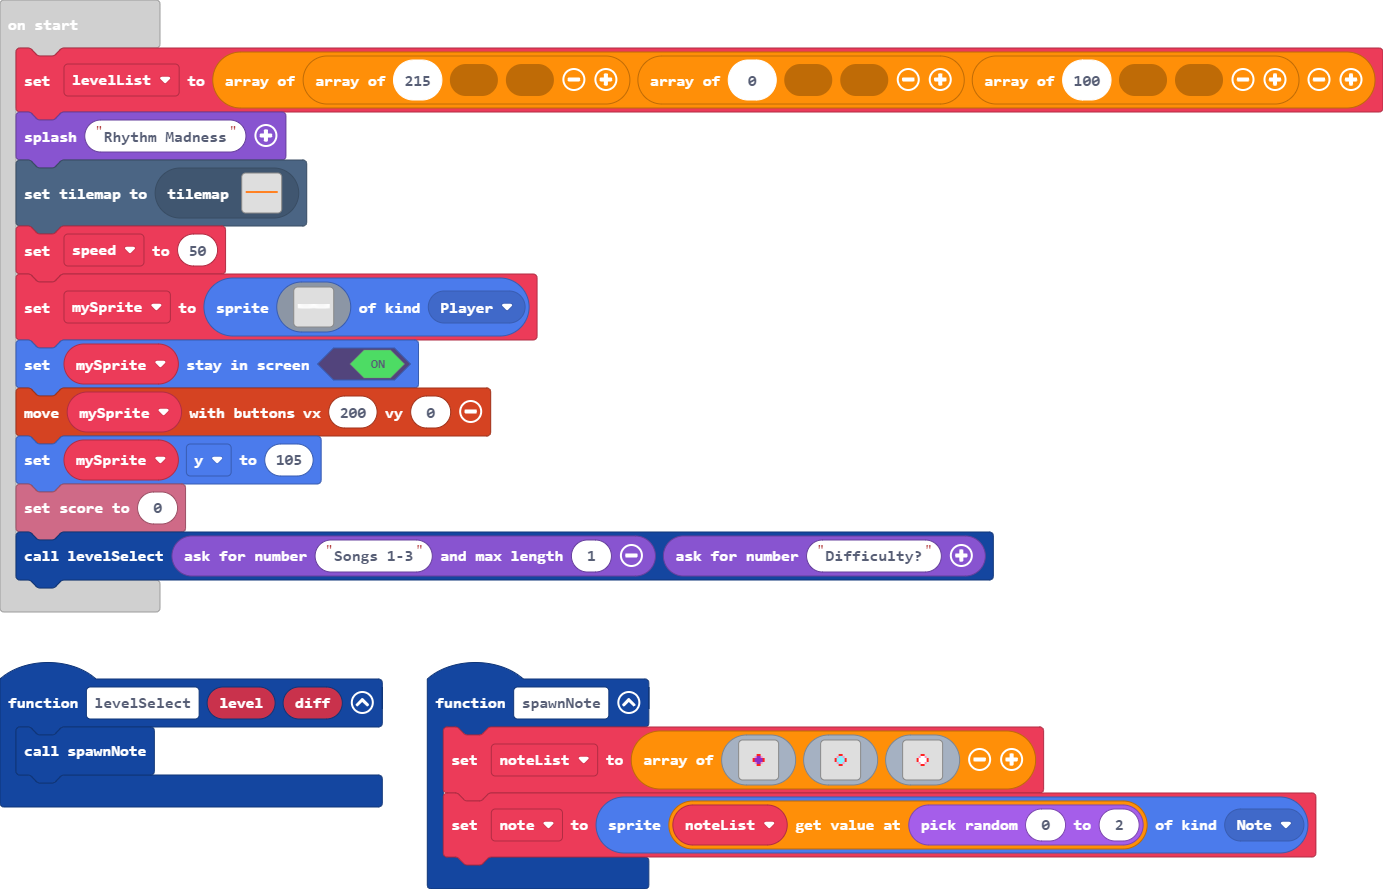 on start
set levelList to array of array of 215 array of 0 array of 100
splash "Rhythm Madness"
set tilemap to tilemap
set speed to 50
set mySprite to sprite of kind Player
set mySprite stay in screen ON
move mySprite with buttons vx 200 vy 0
set mySprite y to 105
set score to 0
call levelSelect ask for number "Songs 1-3" and max length 1 ask for number "Difficulty?"
function levelSelect level diff
call spawnNote
function spawnNote
set noteList to array of
set note to sprite noteList get value at pick random 0 to 2 of kind Note